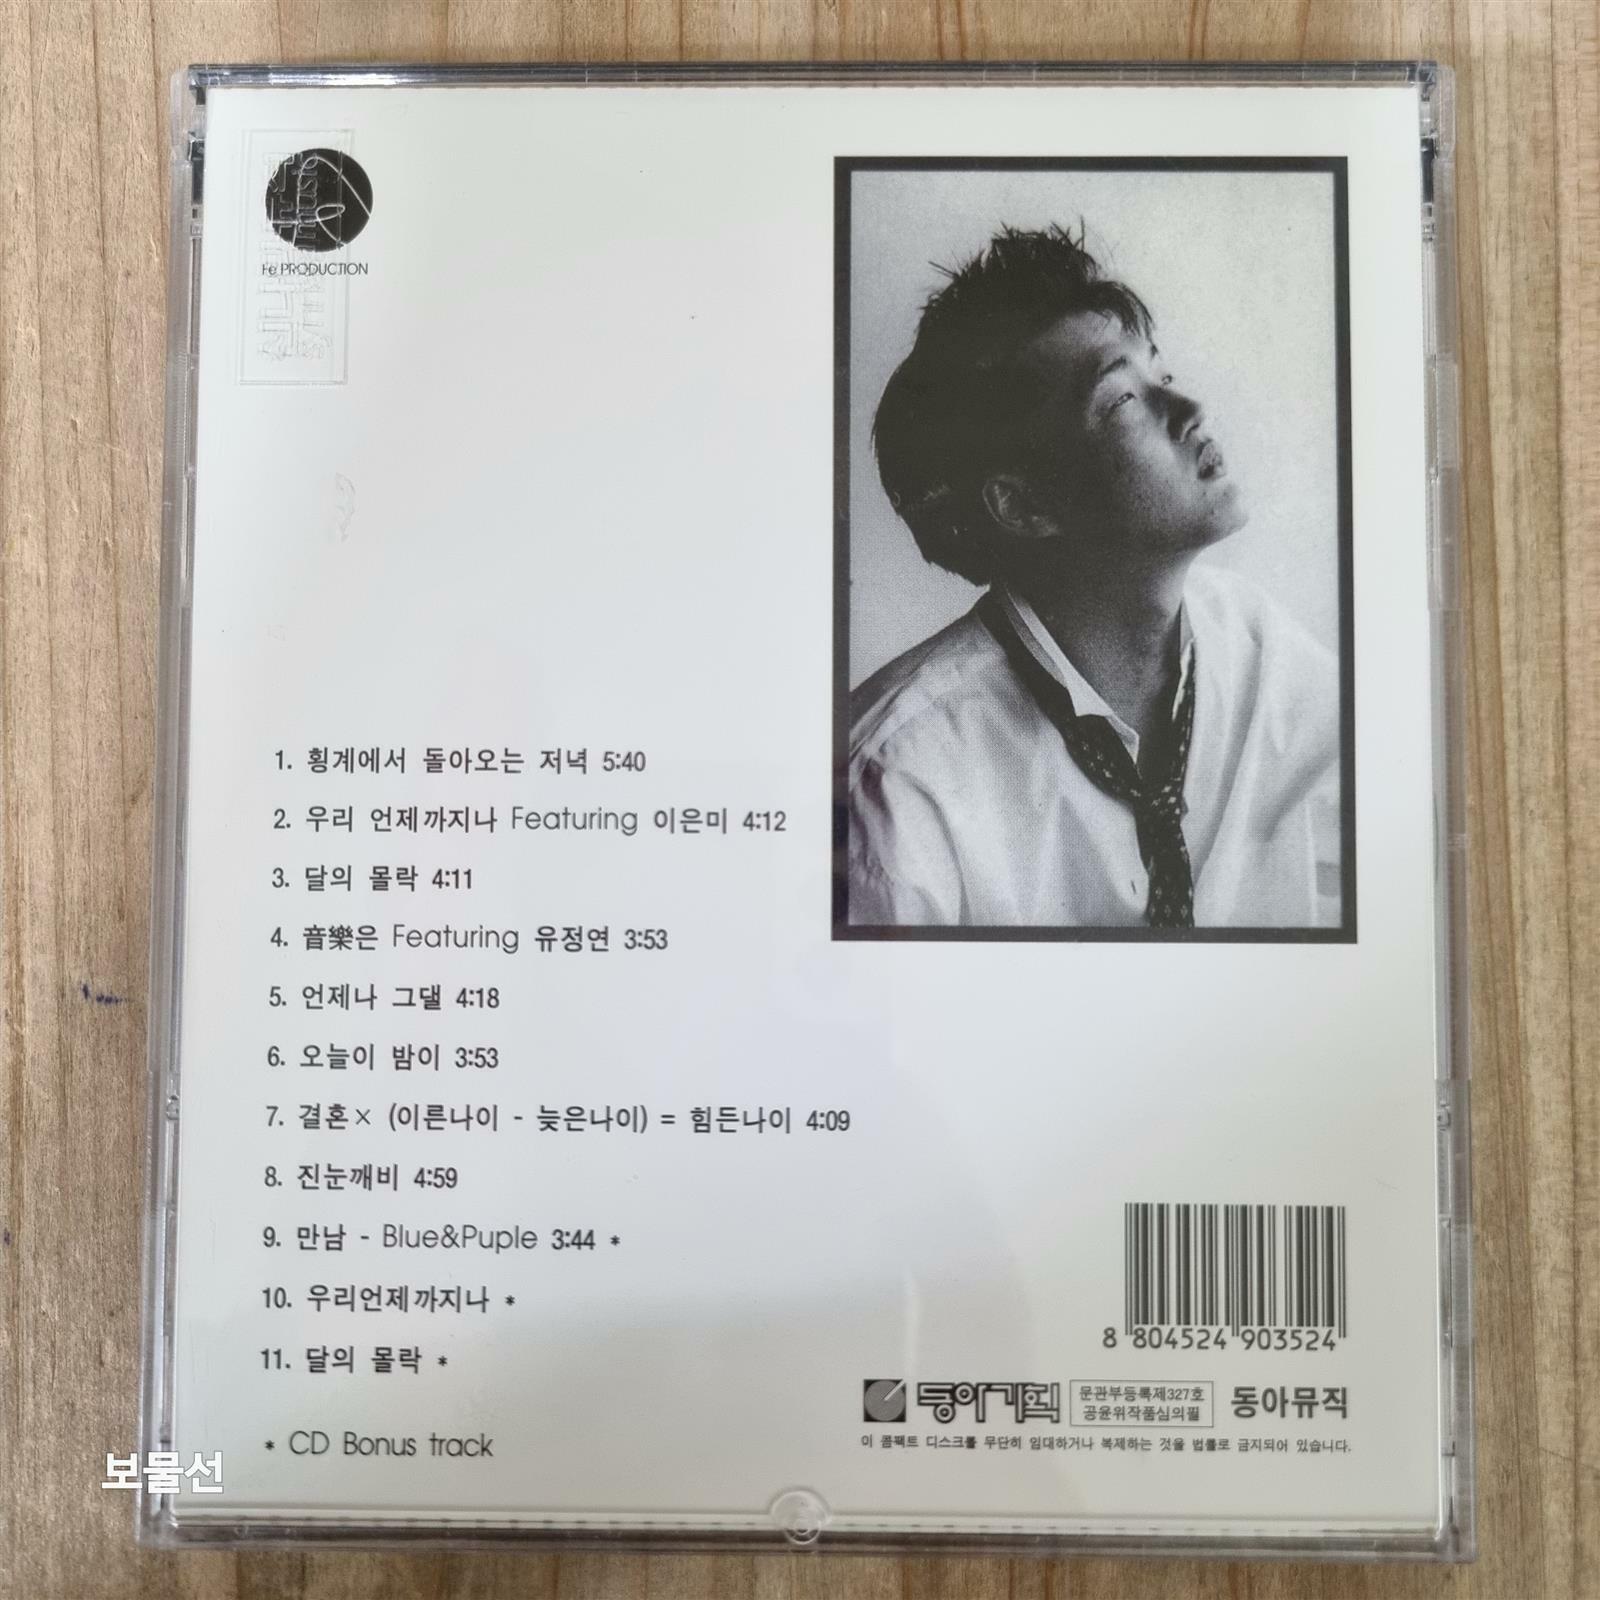 Fe PRODUCTION
1. 횡계에서 돌아오는 저녁 5:40
2. 우리 언제까지나 Featuring 이은미 4:12
3. 달의 몰락 4:11
4. 音樂은 Featuring 유정연 3:53
5. 언제나 그댈 4:18
6. 오늘이 밤이 3:53
7. 결혼× (이른나이 - 늦은나이) = 힘든나이 4:09
8. 진눈깨비 4:59
9. 만남 - Blue&Puple 3:44 *
10. 우리언제까지나 *
11. 달의 몰락 *
* CD Bonus track
8 804524 903524
동아기획 문관부등록제327호 동아뮤직
공윤위작품심의필
이 콤팩트 디스크를 무단히 임대하거나 복제하는 것을 법률로 금지되어 있습니다.
보물선